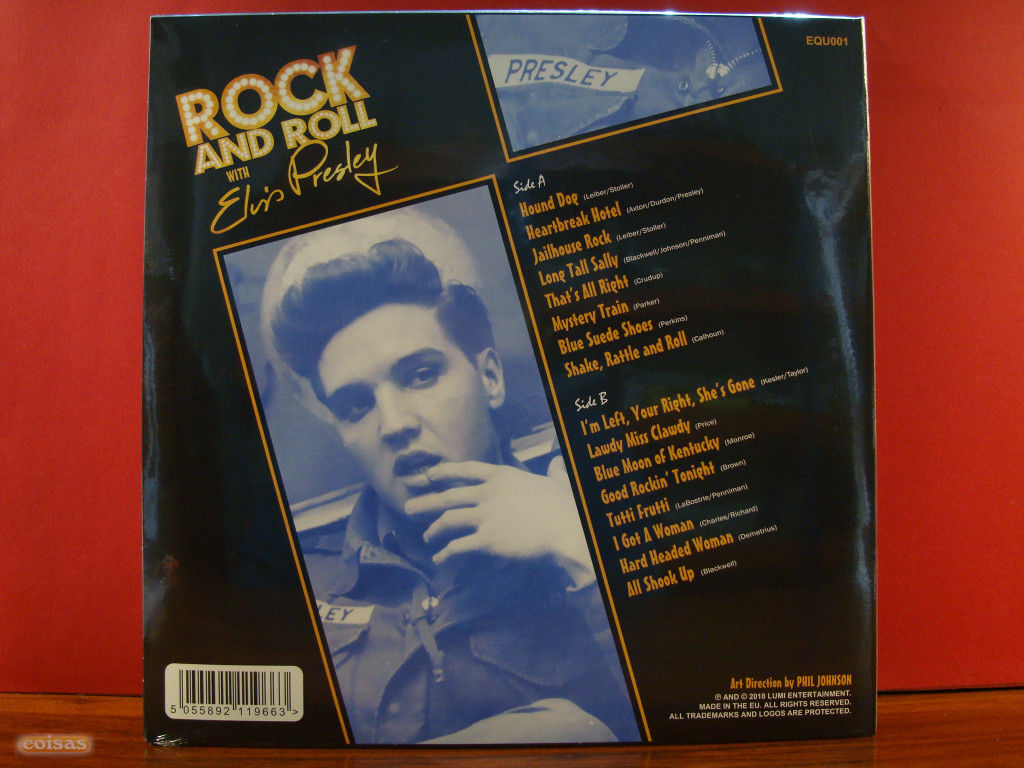 EQU001
PRESLEY
ROCK
AND ROLL
WITH
Elvis Presley
Side A
Hound Dog (Leiber/Stoller)
Heartbreak Hotel (Axton/Durdon/Presley)
Jailhouse Rock (Leiber/Stoller)
Long Tall Sally (Blackwell/Johnson/Penniman)
That's All Right (Crudup)
Mystery Train (Parker)
Blue Suede Shoes (Perkins)
Shake, Rattle and Roll (Calhoun)
Side B
I'm Left, Your Right, She's Gone (Kesler/Taylor)
Lawdy Miss Clawdy (Price)
Blue Moon of Kentucky (Monroe)
Good Rockin' Tonight (Brown)
Tutti Frutti (LaBostrie/Penniman)
I Got A Woman (Charles/Richard)
Hard Headed Woman (Demetrius)
All Shook Up (Blackwell)
LEY
Art Direction by PHIL JOHNSON
℗ AND © 2018 LUMI ENTERTAINMENT.
MADE IN THE EU. ALL RIGHTS RESERVED.
ALL TRADEMARKS AND LOGOS ARE PROTECTED.
5 055892 119663 >
coisas